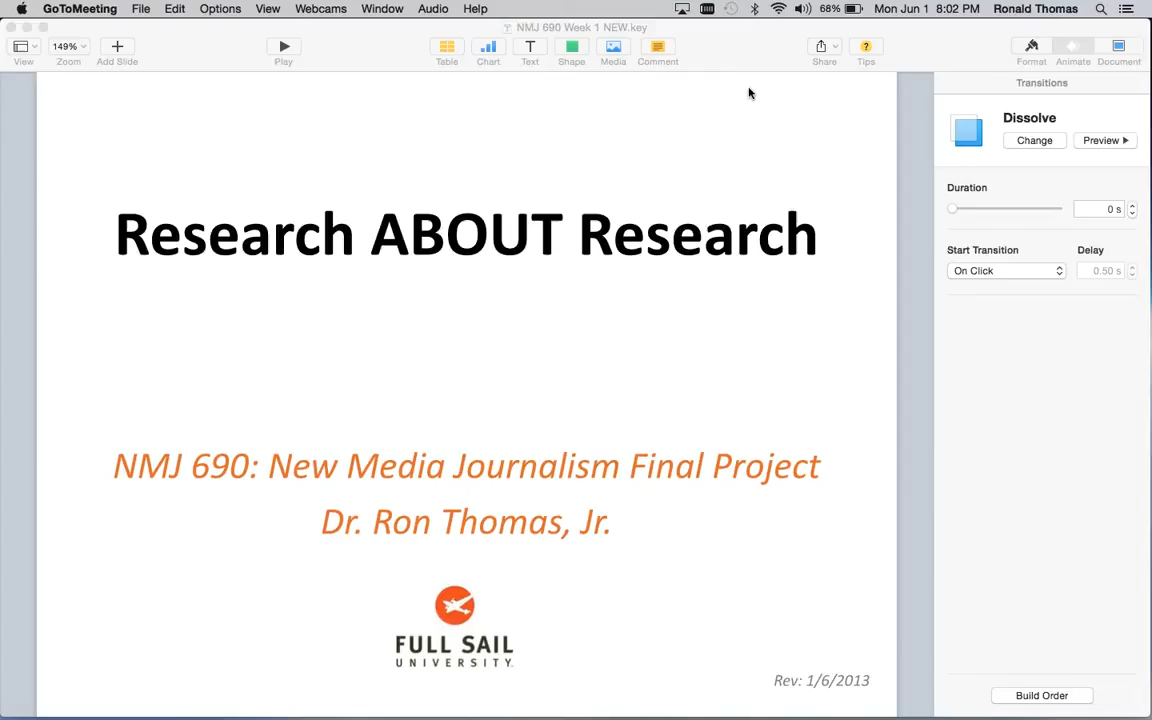 GoToMeeting File Edit Options View Webcams Window Audio Help 68% Mon Jun 1 8:02 PM Ronald Thomas
NMJ 690 Week 1 NEW.key
149%
View Zoom Add Slide Play Table Chart Text Shape Media Comment Share Tips Format Animate Document
Transitions
Dissolve
Change Preview
Duration
0 s
Start Transition Delay
On Click 0.50 s
Build Order
Research ABOUT Research
NMJ 690: New Media Journalism Final Project
Dr. Ron Thomas, Jr.
FULL SAIL
UNIVERSITY.
Rev: 1/6/2013